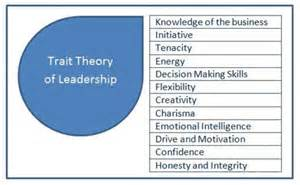 Trait Theory
of Leadership
Knowledge of the business
Initiative
Tenacity
Energy
Decision Making Skills
Flexibility
Creativity
Charisma
Emotional Intelligence
Drive and Motivation
Confidence
Honesty and Integrity